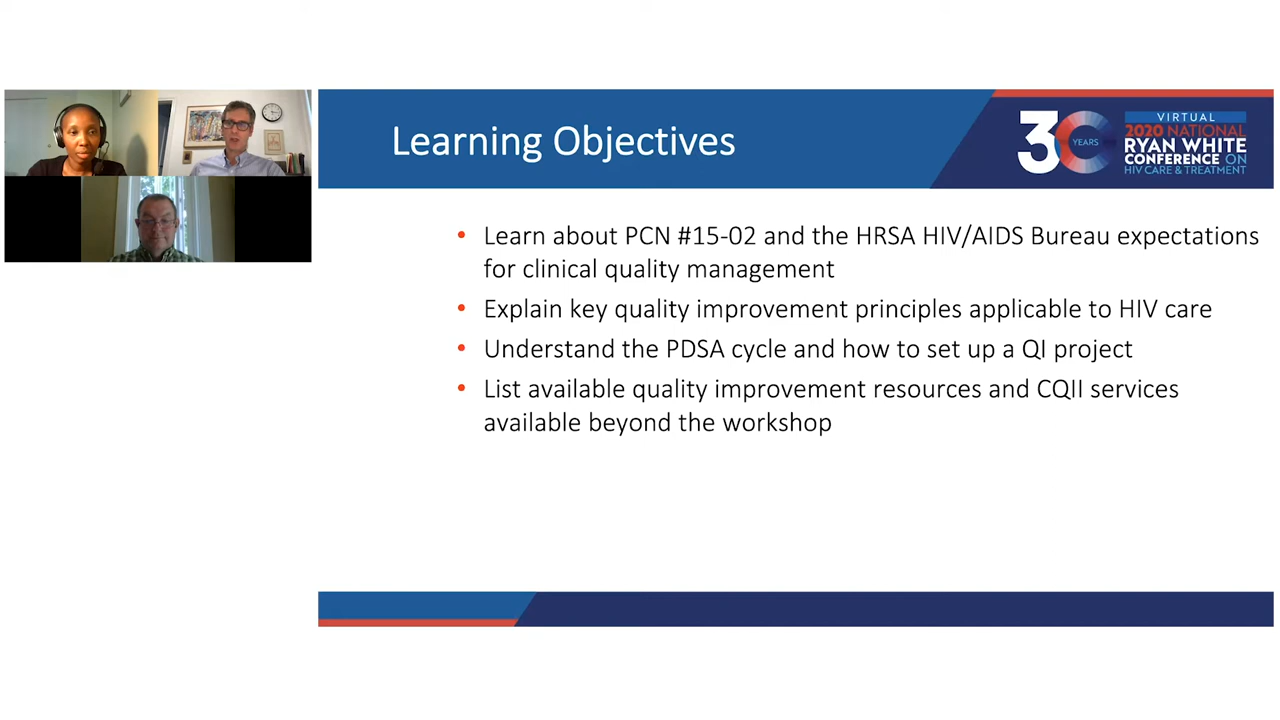 Learning Objectives
30
YEARS
VIRTUAL
2020 NATIONAL
RYAN WHITE
CONFERENCE ON
HIV CARE & TREATMENT
• Learn about PCN #15-02 and the HRSA HIV/AIDS Bureau expectations
for clinical quality management
• Explain key quality improvement principles applicable to HIV care
• Understand the PDSA cycle and how to set up a QI project
• List available quality improvement resources and CQII services
available beyond the workshop